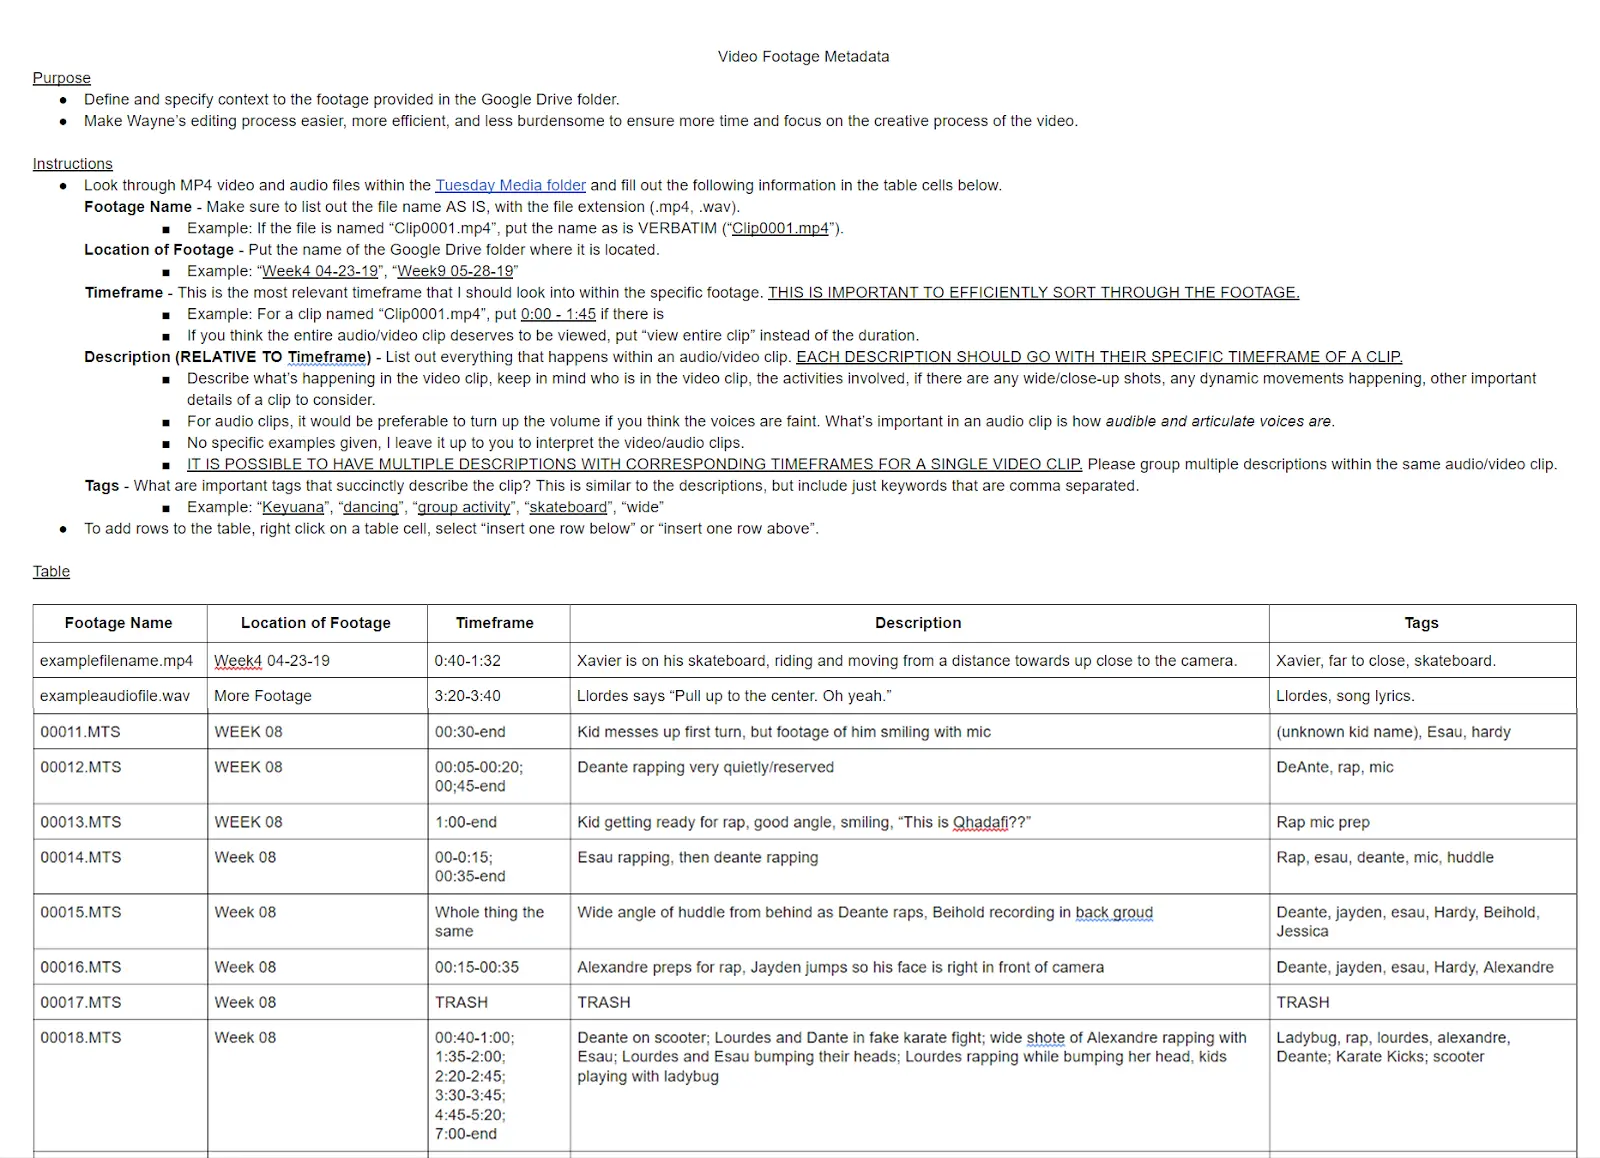 Video Footage Metadata
Purpose
● Define and specify context to the footage provided in the Google Drive folder.
● Make Wayne's editing process easier, more efficient, and less burdensome to ensure more time and focus on the creative process of the video.
Instructions
● Look through MP4 video and audio files within the Tuesday Media folder and fill out the following information in the table cells below.
Footage Name - Make sure to list out the file name AS IS, with the file extension (.mp4, .wav).
■ Example: If the file is named “Clip0001.mp4”, put the name as is VERBATIM (“Clip0001.mp4”).
Location of Footage - Put the name of the Google Drive folder where it is located.
■ Example: “Week4 04-23-19”, “Week9 05-28-19”
Timeframe - This is the most relevant timeframe that I should look into within the specific footage. THIS IS IMPORTANT TO EFFICIENTLY SORT THROUGH THE FOOTAGE.
■ Example: For a clip named “Clip0001.mp4”, put 0:00 - 1:45 if there is
■ If you think the entire audio/video clip deserves to be viewed, put “view entire clip” instead of the duration.
Description (RELATIVE TO Timeframe) - List out everything that happens within an audio/video clip. EACH DESCRIPTION SHOULD GO WITH THEIR SPECIFIC TIMEFRAME OF A CLIP.
■ Describe what's happening in the video clip, keep in mind who is in the video clip, the activities involved, if there are any wide/close-up shots, any dynamic movements happening, other important
details of a clip to consider.
■ For audio clips, it would be preferable to turn up the volume if you think the voices are faint. What's important in an audio clip is how audible and articulate voices are.
■ No specific examples given, I leave it up to you to interpret the video/audio clips.
■ IT IS POSSIBLE TO HAVE MULTIPLE DESCRIPTIONS WITH CORRESPONDING TIMEFRAMES FOR A SINGLE VIDEO CLIP. Please group multiple descriptions within the same audio/video clip.
Tags - What are important tags that succinctly describe the clip? This is similar to the descriptions, but include just keywords that are comma separated.
■ Example: “Keyuana”, “dancing”, “group activity”, “skateboard”, “wide”
● To add rows to the table, right click on a table cell, select “insert one row below” or “insert one row above”.
Table
Footage Name Location of Footage Timeframe Description Tags
examplefilename.mp4 Week4 04-23-19 0:40-1:32 Xavier is on his skateboard, riding and moving from a distance towards up close to the camera. Xavier, far to close, skateboard.
exampleaudiofile.wav More Footage 3:20-3:40 Llordes says “Pull up to the center. Oh yeah.” Llordes, song lyrics.
00011.MTS WEEK 08 00:30-end Kid messes up first turn, but footage of him smiling with mic (unknown kid name), Esau, hardy
00012.MTS WEEK 08 00:05-00:20; Deante rapping very quietly/reserved DeAnte, rap, mic
00;45-end
00013.MTS WEEK 08 1:00-end Kid getting ready for rap, good angle, smiling, “This is Qhadafi??” Rap mic prep
00014.MTS Week 08 00-0:15; Esau rapping, then deante rapping Rap, esau, deante, mic, huddle
00:35-end
00015.MTS Week 08 Whole thing the Wide angle of huddle from behind as Deante raps, Beihold recording in back groud Deante, jayden, esau, Hardy, Beihold,
same Jessica
00016.MTS Week 08 00:15-00:35 Alexandre preps for rap, Jayden jumps so his face is right in front of camera Deante, jayden, esau, Hardy, Alexandre
00017.MTS Week 08 TRASH TRASH TRASH
00018.MTS Week 08 00:40-1:00; Deante on scooter; Lourdes and Dante in fake karate fight; wide shote of Alexandre rapping with Ladybug, rap, lourdes, alexandre,
1:35-2:00; Esau; Lourdes and Esau bumping their heads; Lourdes rapping while bumping her head, kids Deante; Karate Kicks; scooter
2:20-2:45; playing with ladybug
3:30-3:45;
4:45-5:20;
7:00-end